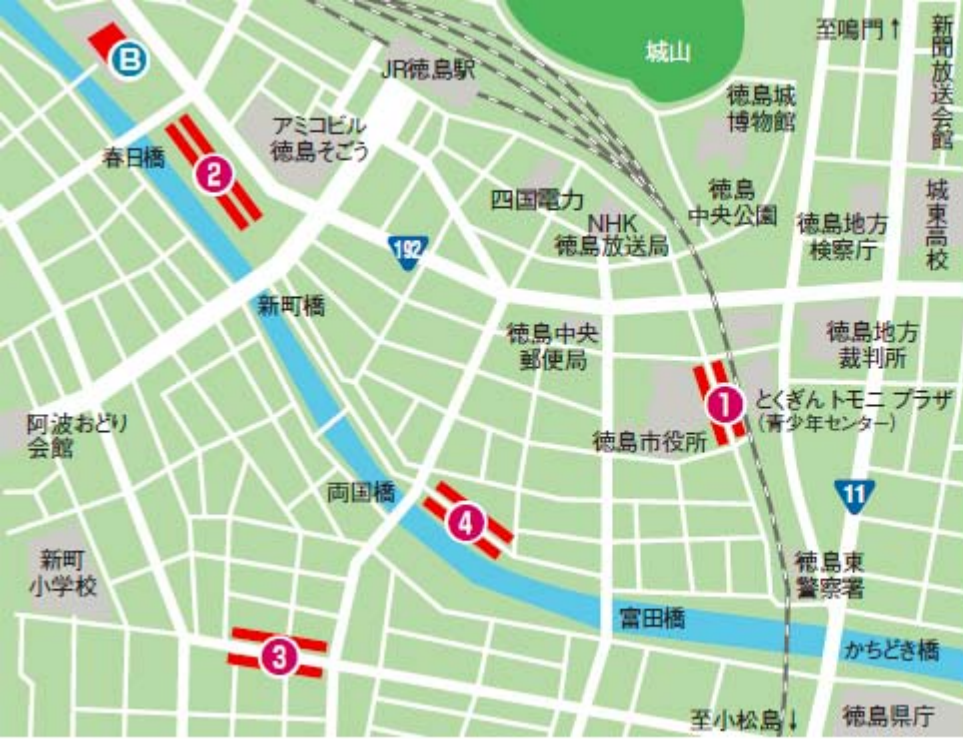 至鳴門↑
新聞放送会館
B
城山
JR徳島駅
徳島城
博物館
アミコビル
徳島そごう
春日橋
2
四国電力
徳島
中央公園
城東高校
NHK
徳島放送局
徳島地方
検察庁
192
新町橋
徳島中央
郵便局
徳島地方
裁判所
1
とくぎんトモニプラザ
(青少年センター)
阿波おどり
会館
徳島市役所
両国橋
11
4
新町
小学校
徳島東
警察署
富田橋
3
かちどき橋
至小松島↓
徳島県庁